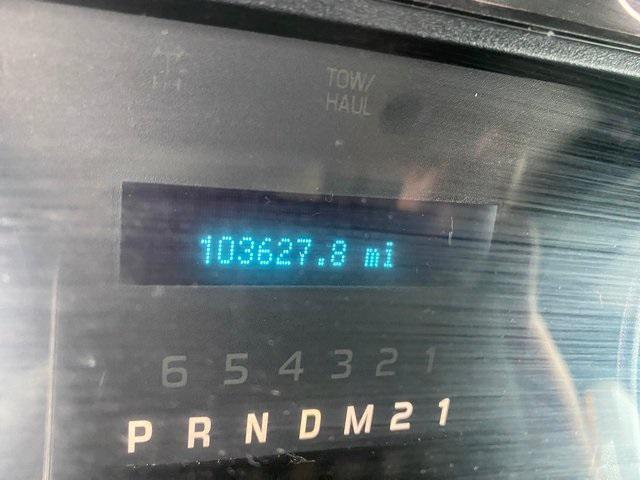 TOW/
HAUL
103627.8 mi
6 5 4 3 2 1
P R N D M 2 1